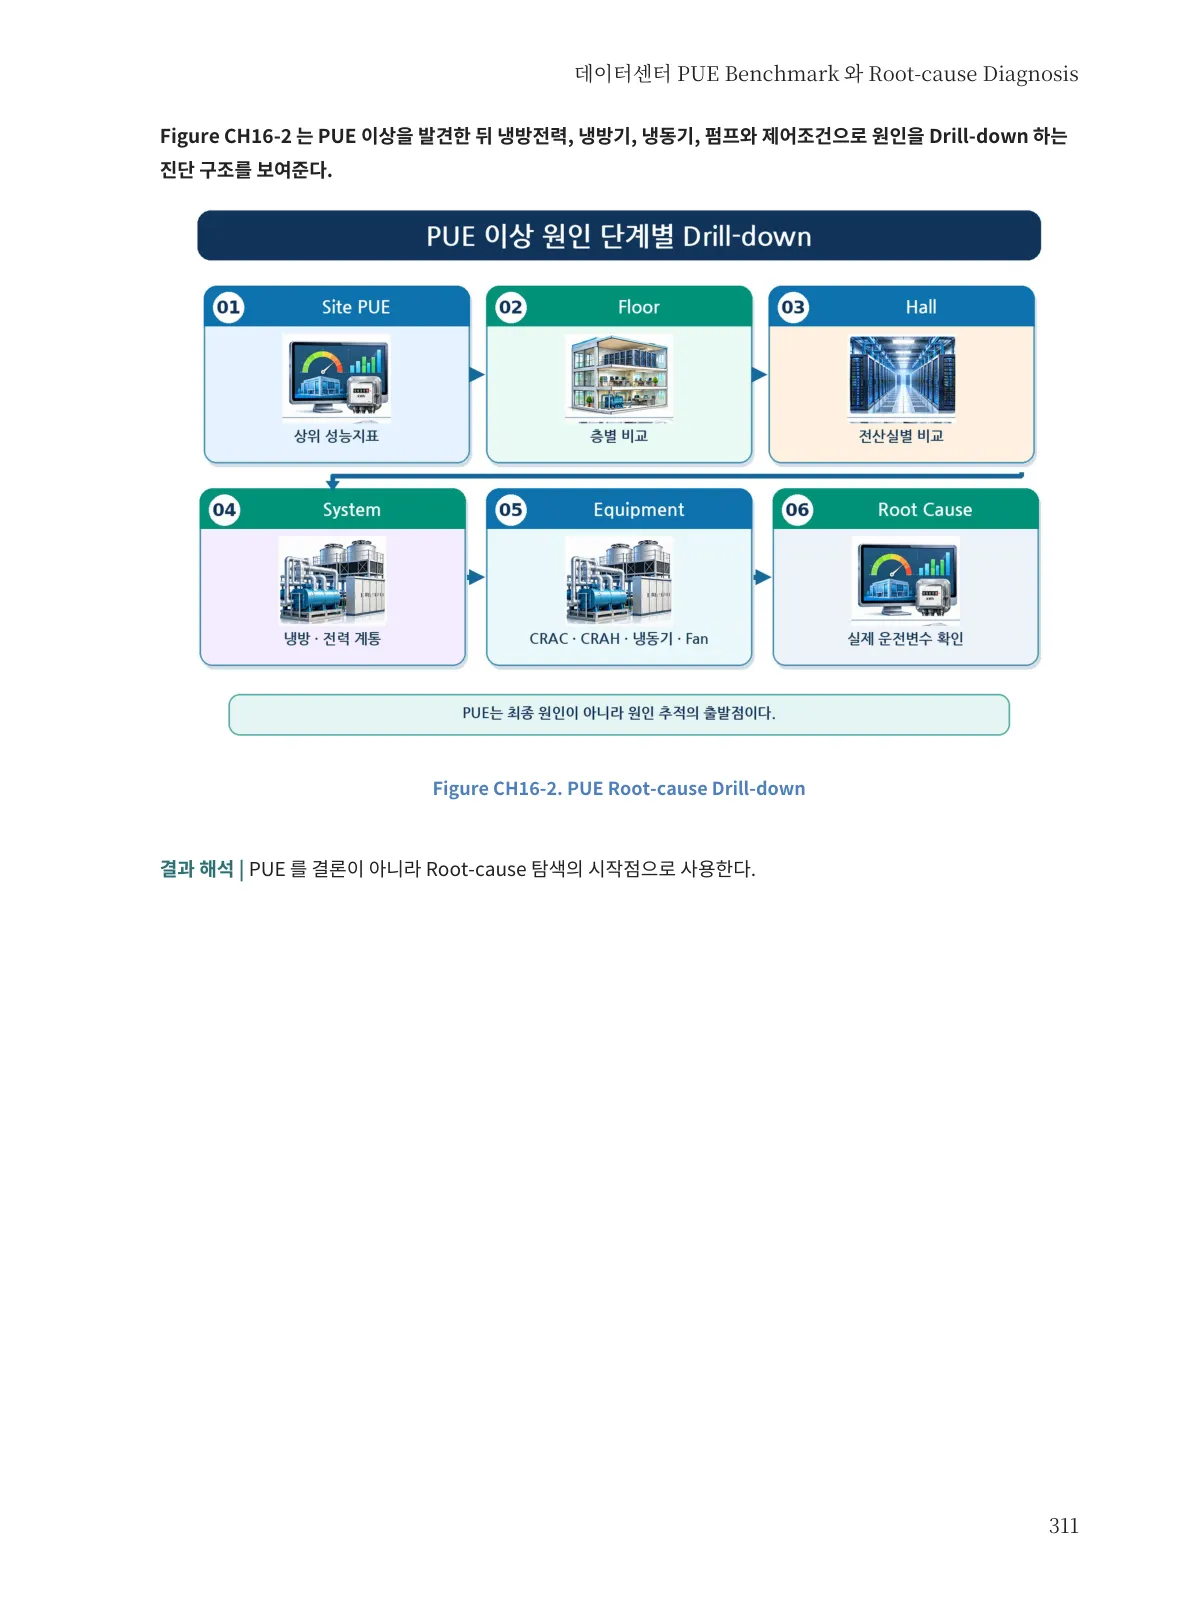 데이터센터 PUE Benchmark 와 Root-cause Diagnosis
Figure CH16-2 는 PUE 이상을 발견한 뒤 냉방전력, 냉방기, 냉동기, 펌프와 제어조건으로 원인을 Drill-down 하는
진단 구조를 보여준다.
PUE 이상 원인 단계별 Drill-down
01 Site PUE
상위 성능지표
02 Floor
층별 비교
03 Hall
전산실별 비교
04 System
냉방 · 전력 계통
05 Equipment
CRAC · CRAH · 냉동기 · Fan
06 Root Cause
실제 운전변수 확인
PUE는 최종 원인이 아니라 원인 추적의 출발점이다.
Figure CH16-2. PUE Root-cause Drill-down
결과 해석 | PUE 를 결론이 아니라 Root-cause 탐색의 시작점으로 사용한다.
311